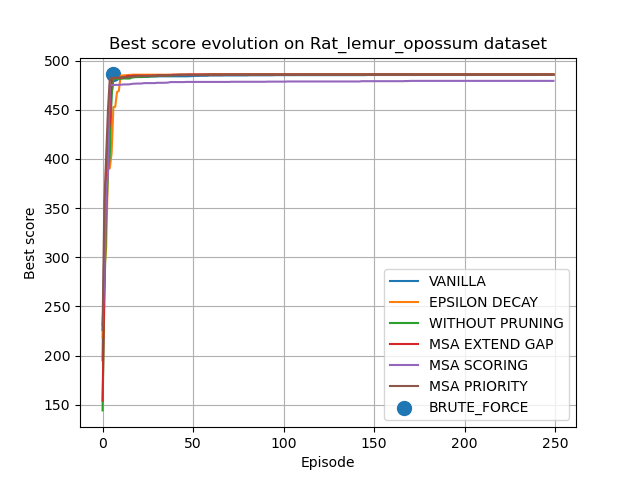 Best score evolution on Rat_lemur_opossum dataset
500
450
400
350
300
250
200
150
Best score
0
50
100
150
200
250
Episode
VANILLA
EPSILON DECAY
WITHOUT PRUNING
MSA EXTEND GAP
MSA SCORING
MSA PRIORITY
BRUTE_FORCE